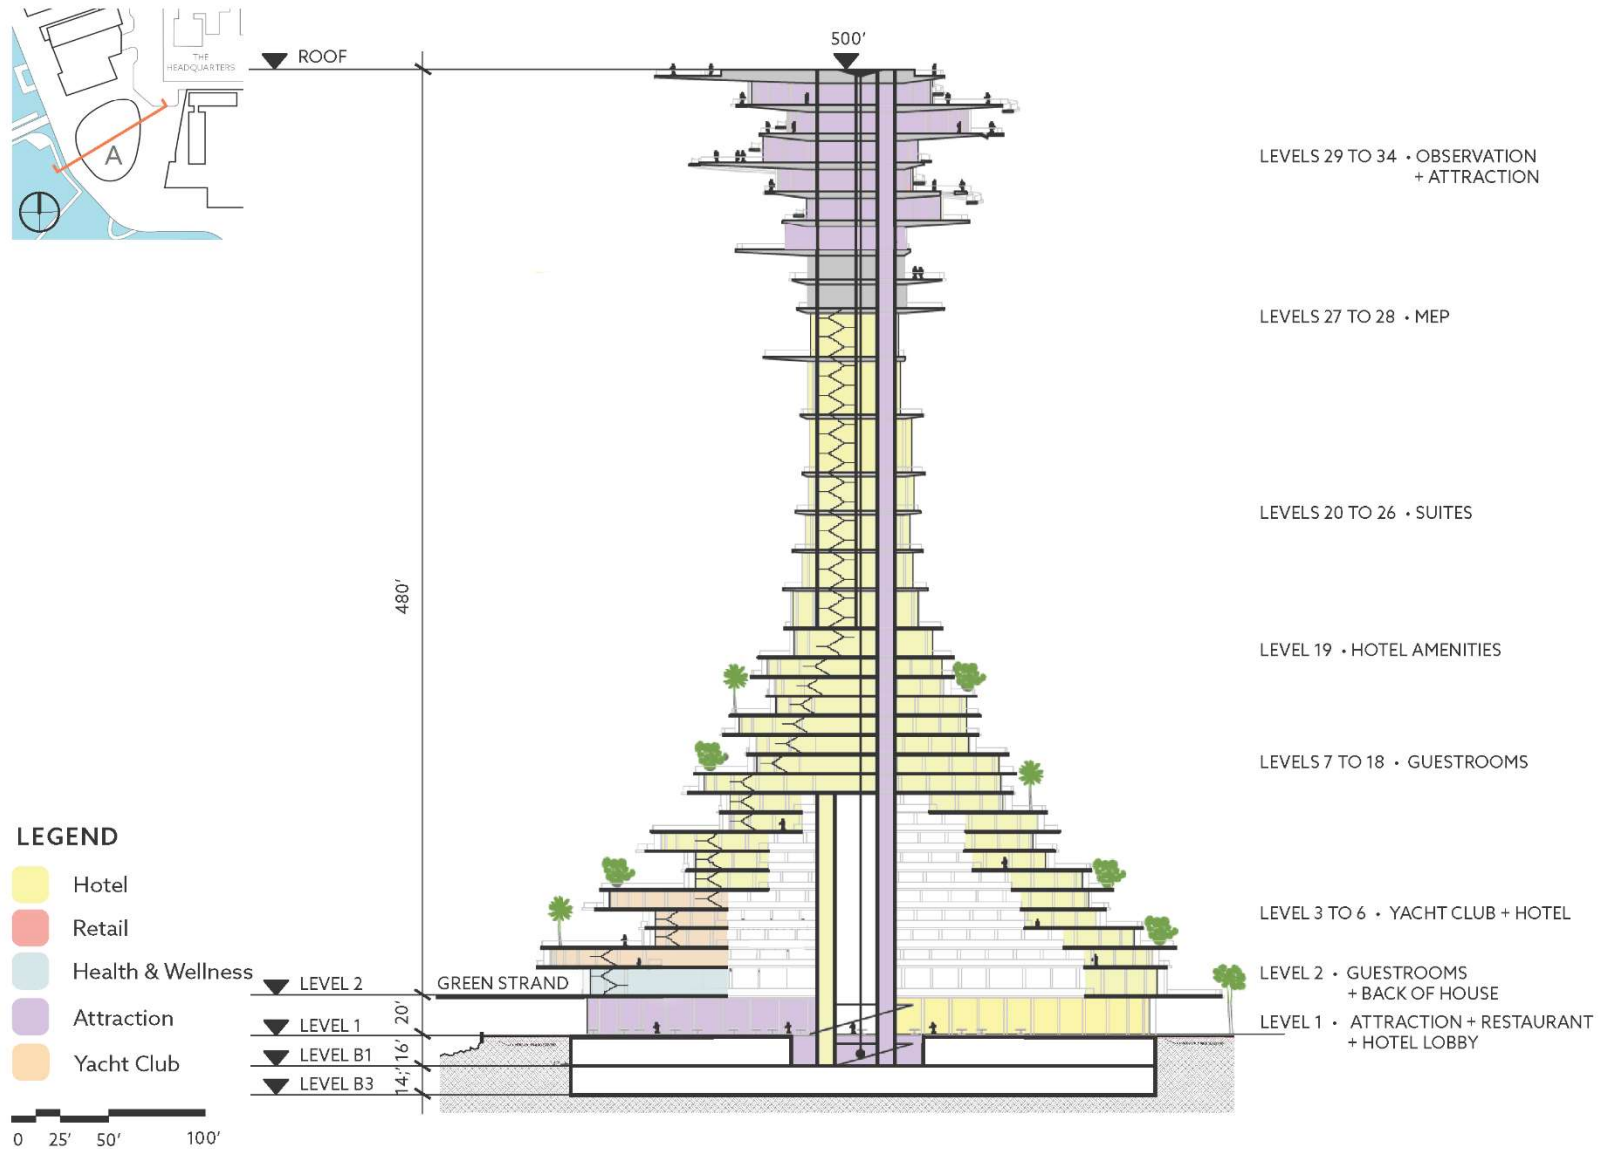 THE
HEADQUARTERS
A
ROOF
500'
LEVELS 29 TO 34 • OBSERVATION
+ ATTRACTION
LEVELS 27 TO 28 • MEP
LEVELS 20 TO 26 • SUITES
480'
LEVEL 19 • HOTEL AMENITIES
LEVELS 7 TO 18 • GUESTROOMS
LEVEL 3 TO 6 • YACHT CLUB + HOTEL
LEVEL 2 • GUESTROOMS
+ BACK OF HOUSE
LEVEL 1 • ATTRACTION + RESTAURANT
+ HOTEL LOBBY
LEVEL 2
GREEN STRAND
20'
LEVEL 1
16'
LEVEL B1
14;'
LEVEL B3
LEGEND
Hotel
Retail
Health & Wellness
Attraction
Yacht Club
0 25' 50' 100'